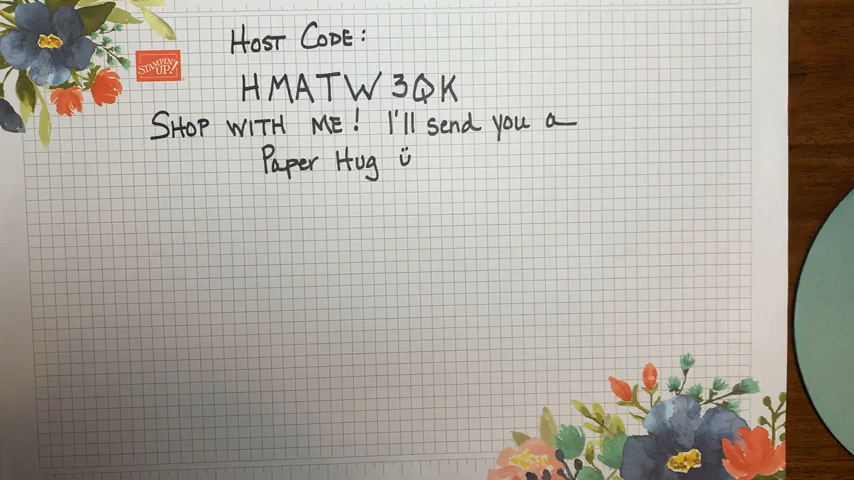 Host Code:
STAMPIN' UP!
HMATW3QK
Shop with me! I'll send you a
Paper Hug ü